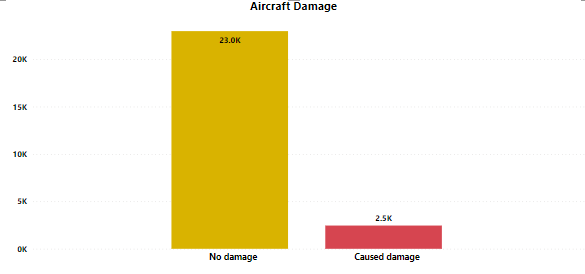 Aircraft Damage
23.0K
20K
15K
10K
5K
2.5K
0K
No damage Caused damage